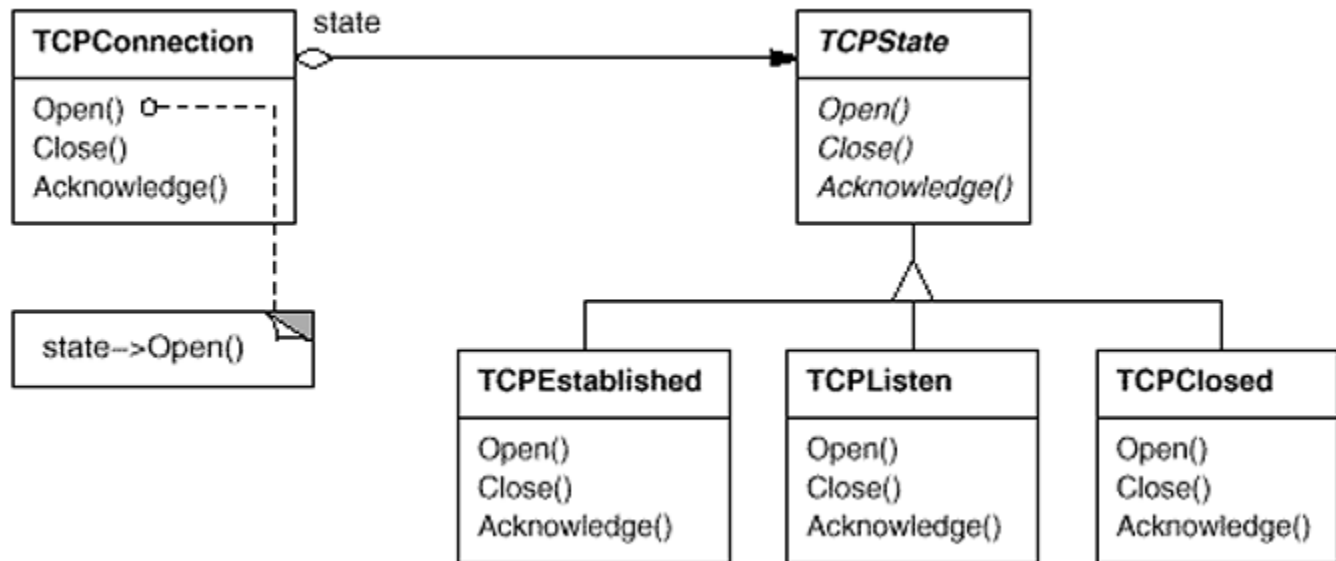 state
TCPConnection
Open()
Close()
Acknowledge()
TCPState
Open()
Close()
Acknowledge()
state–>Open()
TCPEstablished
Open()
Close()
Acknowledge()
TCPListen
Open()
Close()
Acknowledge()
TCPClosed
Open()
Close()
Acknowledge()